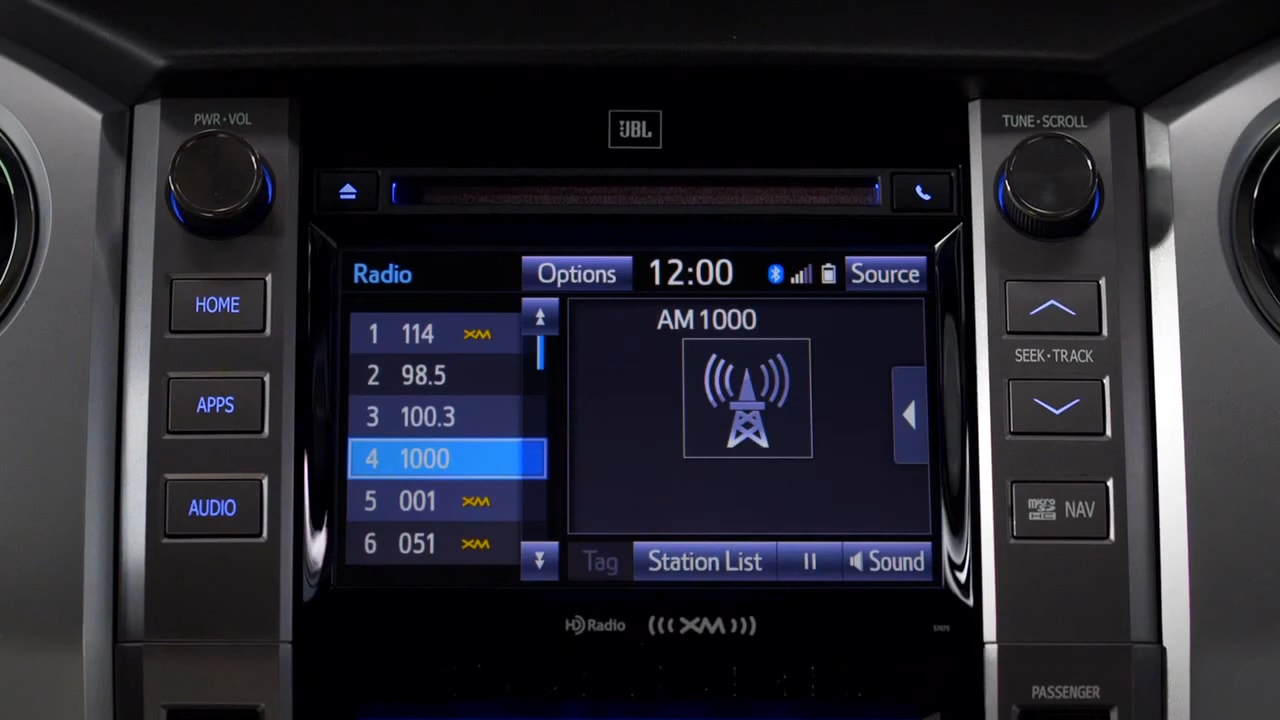 PWR•VOL
JBL
TUNE•SCROLL
Radio
Options
12:00
Source
HOME
1 114 XM
AM 1000
2 98.5
SEEK•TRACK
3 100.3
APPS
4 1000
5 001 XM
AUDIO
micro SD HC NAV
6 051 XM
Tag
Station List
Sound
HD Radio
((( XM )))
PASSENGER